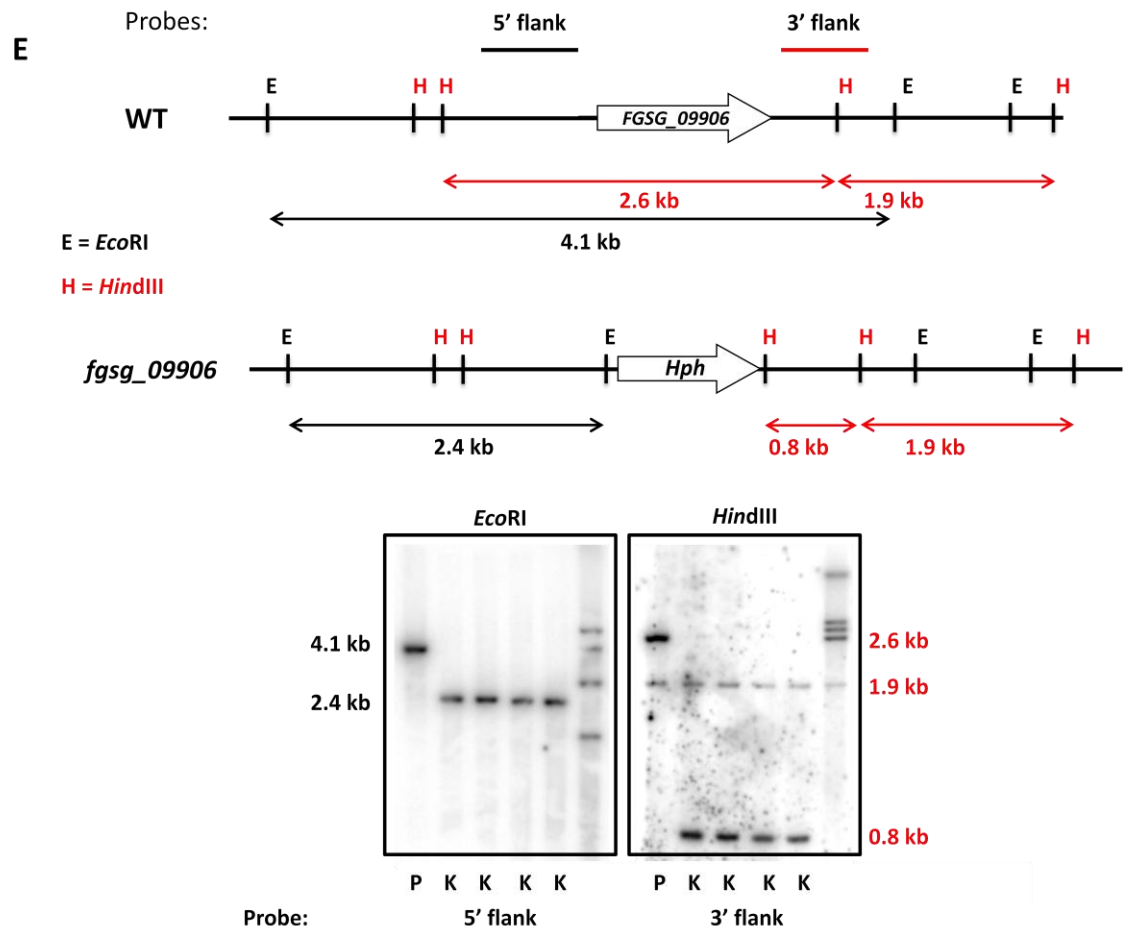 E
Probes: 5’ flank 3’ flank
E H H H E E H
WT FGSG_09906
2.6 kb 1.9 kb
4.1 kb
E = EcoRI
H = HindIII
E H H E H H E E H
fgsg_09906 Hph
2.4 kb 0.8 kb 1.9 kb
EcoRI HindIII
4.1 kb 2.6 kb
2.4 kb 1.9 kb
0.8 kb
P K K K K P K K K K
Probe: 5’ flank 3’ flank